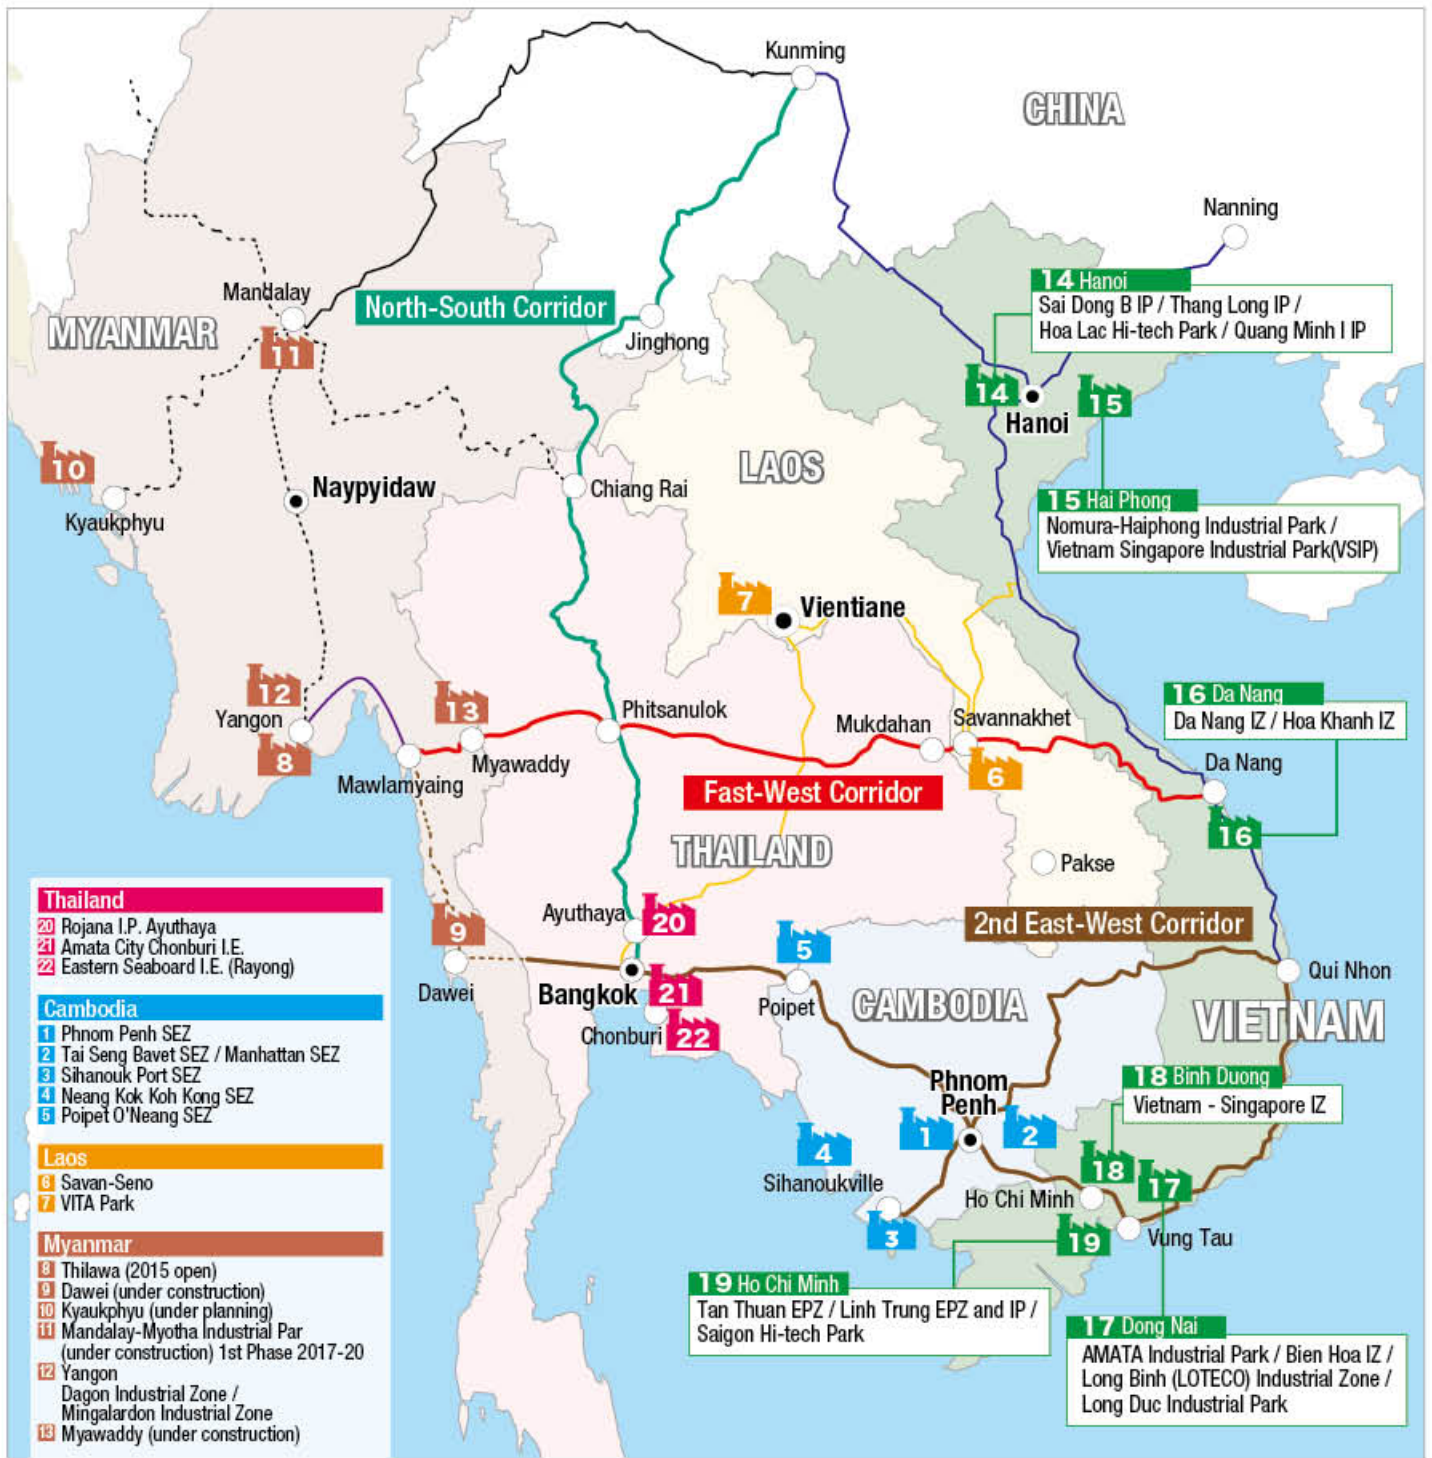 Kunming
CHINA
Nanning
14 Hanoi
Sai Dong B IP / Thang Long IP /
Hoa Lac Hi-tech Park / Quang Minh I IP
Mandalay
North-South Corridor
MYANMAR
11
Jinghong
14
15
Hanoi
10
LAOS
Naypyidaw
Chiang Rai
Kyaukphyu
15 Hai Phong
Nomura-Haiphong Industrial Park /
Vietnam Singapore Industrial Park(VSIP)
7
Vientiane
12
13
16 Da Nang
Da Nang IZ / Hoa Khanh IZ
Yangon
Phitsanulok
Mukdahan
Savannakhet
8
Myawaddy
Mawlamyaing
6
Da Nang
Fast-West Corridor
16
THAILAND
Pakse
Ayuthaya
20
2nd East-West Corridor
9
5
Qui Nhon
Dawei
Bangkok
21
Poipet
CAMBODIA
VIETNAM
Chonburi
22
Phnom
Penh
18 Binh Duong
Vietnam - Singapore IZ
1
2
4
18
17
Sihanoukville
Ho Chi Minh
3
19
Vung Tau
19 Ho Chi Minh
Tan Thuan EPZ / Linh Trung EPZ and IP /
Saigon Hi-tech Park
17 Dong Nai
AMATA Industrial Park / Bien Hoa IZ /
Long Binh (LOTECO) Industrial Zone /
Long Duc Industrial Park
Thailand
20 Rojana I.P. Ayuthaya
21 Amata City Chonburi I.E.
22 Eastern Seaboard I.E. (Rayong)
Cambodia
1 Phnom Penh SEZ
2 Tai Seng Bavet SEZ / Manhattan SEZ
3 Sihanouk Port SEZ
4 Neang Kok Koh Kong SEZ
5 Poipet O'Neang SEZ
Laos
6 Savan-Seno
7 VITA Park
Myanmar
8 Thilawa (2015 open)
9 Dawei (under construction)
10 Kyaukphyu (under planning)
11 Mandalay-Myotha Industrial Par
(under construction) 1st Phase 2017-20
12 Yangon
Dagon Industrial Zone /
Mingalardon Industrial Zone
13 Myawaddy (under construction)